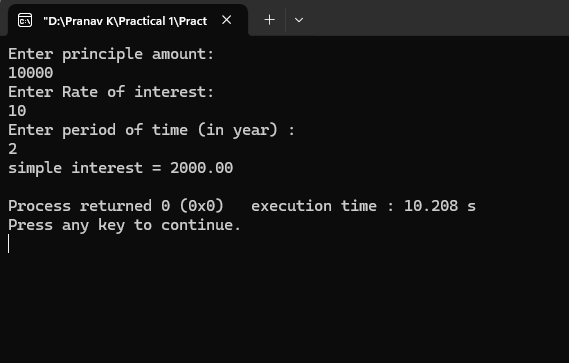 "D:\Pranav K\Practical 1\Pract
Enter principle amount:
10000
Enter Rate of interest:
10
Enter period of time (in year) :
2
simple interest = 2000.00
Process returned 0 (0x0)   execution time : 10.208 s
Press any key to continue.